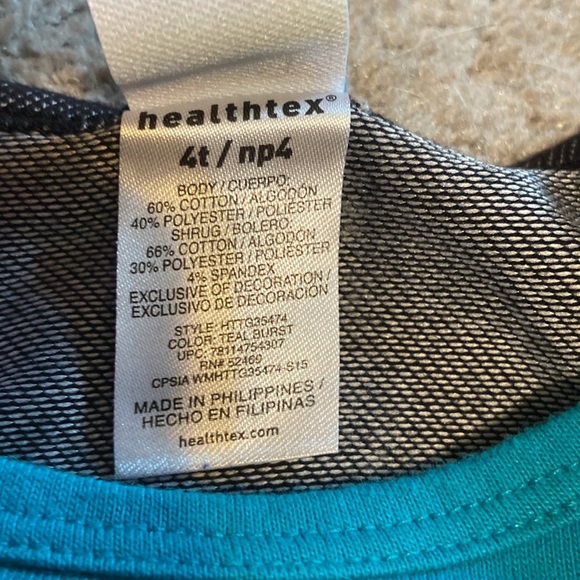 healthtex®
4t / np4
BODY / CUERPO:
60% COTTON / ALGODÓN
40% POLYESTER / POLIÉSTER
SHRUG / BOLERO:
66% COTTON / ALGODÓN
30% POLYESTER / POLIÉSTER
4% SPANDEX
EXCLUSIVE OF DECORATION /
EXCLUSIVO DE DECORACIÓN
STYLE: HTTG35474
COLOR: TEAL BURST
UPC: 78114754307
RN# 52469
CPSIA WMHTTG35474-S15
MADE IN PHILIPPINES /
HECHO EN FILIPINAS
healthtex.com